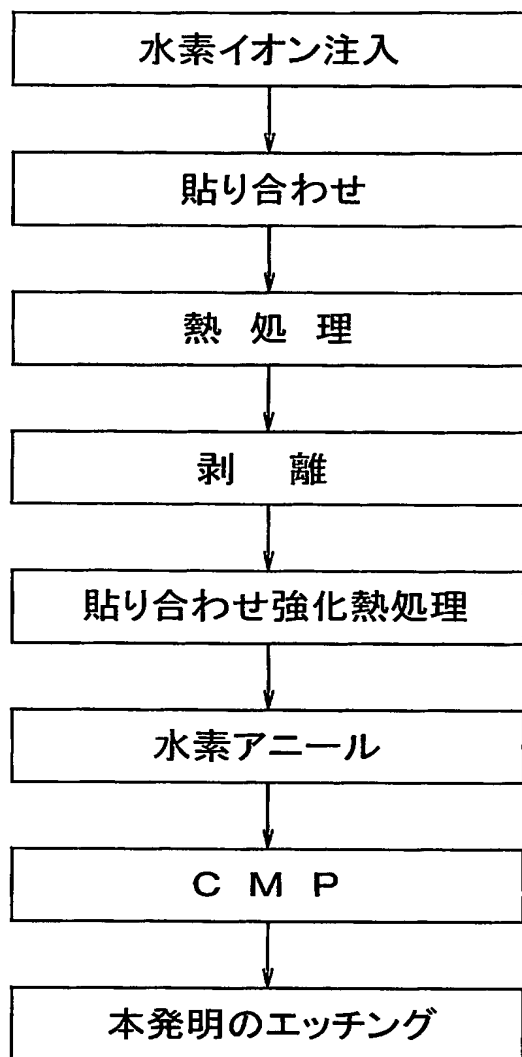 水素イオン注入
貼り合わせ
熱 処 理
剥 離
貼り合わせ強化熱処理
水素アニール
C M P
本発明のエッチング